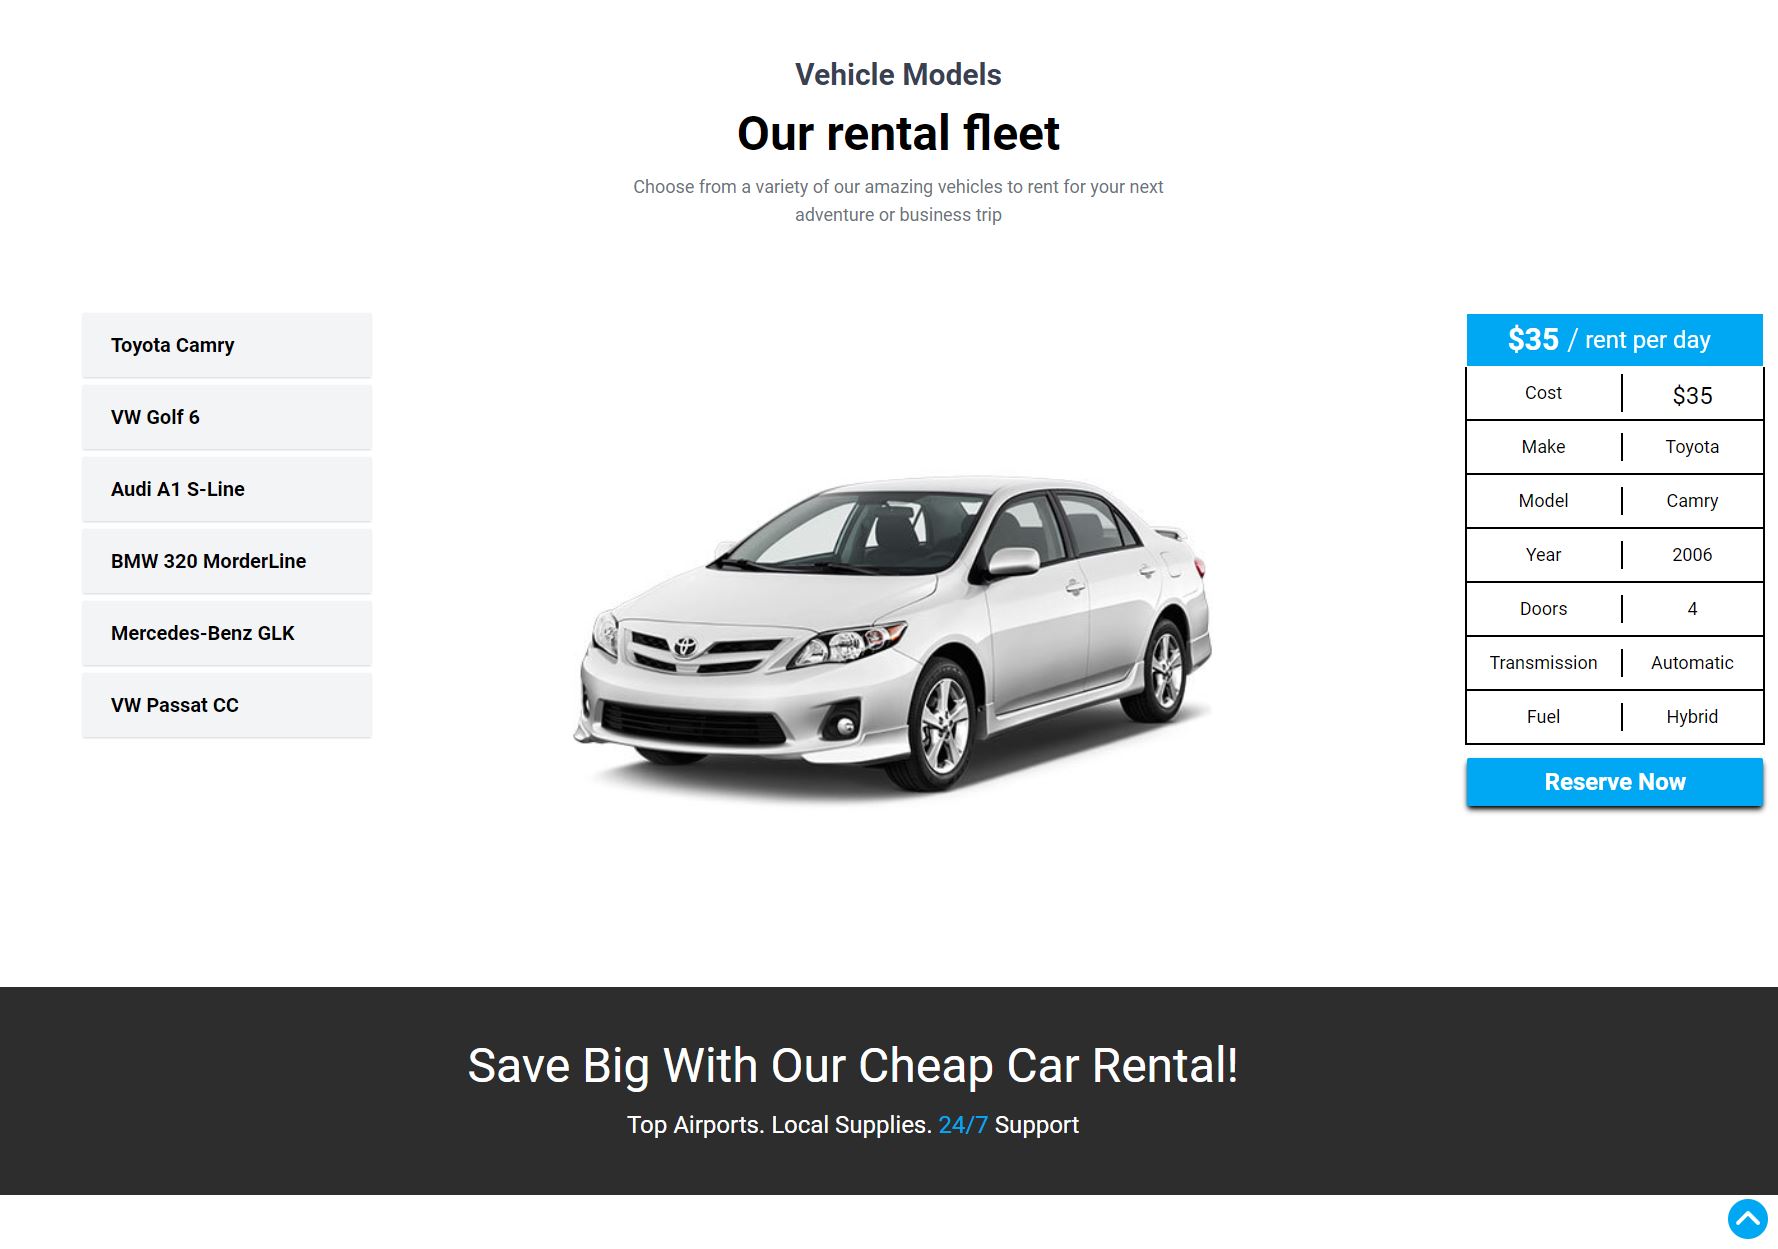 Vehicle Models
Our rental fleet
Choose from a variety of our amazing vehicles to rent for your next
adventure or business trip
Toyota Camry
VW Golf 6
Audi A1 S-Line
BMW 320 MorderLine
Mercedes-Benz GLK
VW Passat CC
$35 / rent per day
Cost | $35
Make | Toyota
Model | Camry
Year | 2006
Doors | 4
Transmission | Automatic
Fuel | Hybrid
Reserve Now
Save Big With Our Cheap Car Rental!
Top Airports. Local Supplies. 24/7 Support